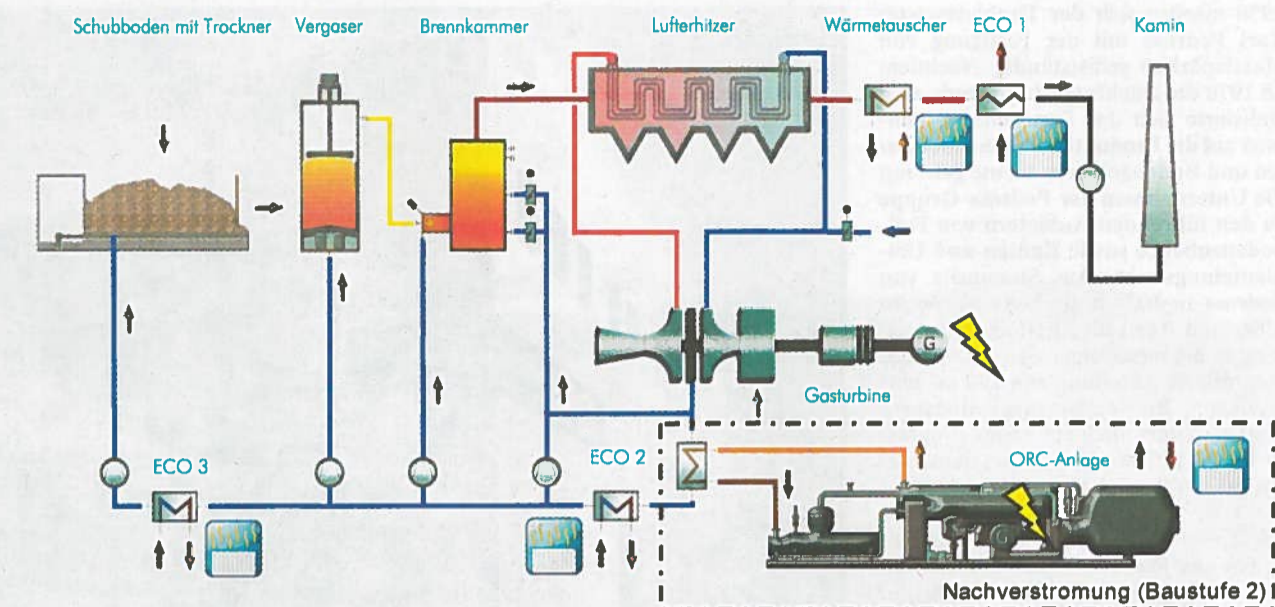 Schubboden mit Trockner
Vergaser
Brennkammer
Lufterhitzer
Wärmetauscher
ECO 1
Kamin
G
Gasturbine
ECO 3
ECO 2
ORC-Anlage
G
Nachverstromung (Baustufe 2)